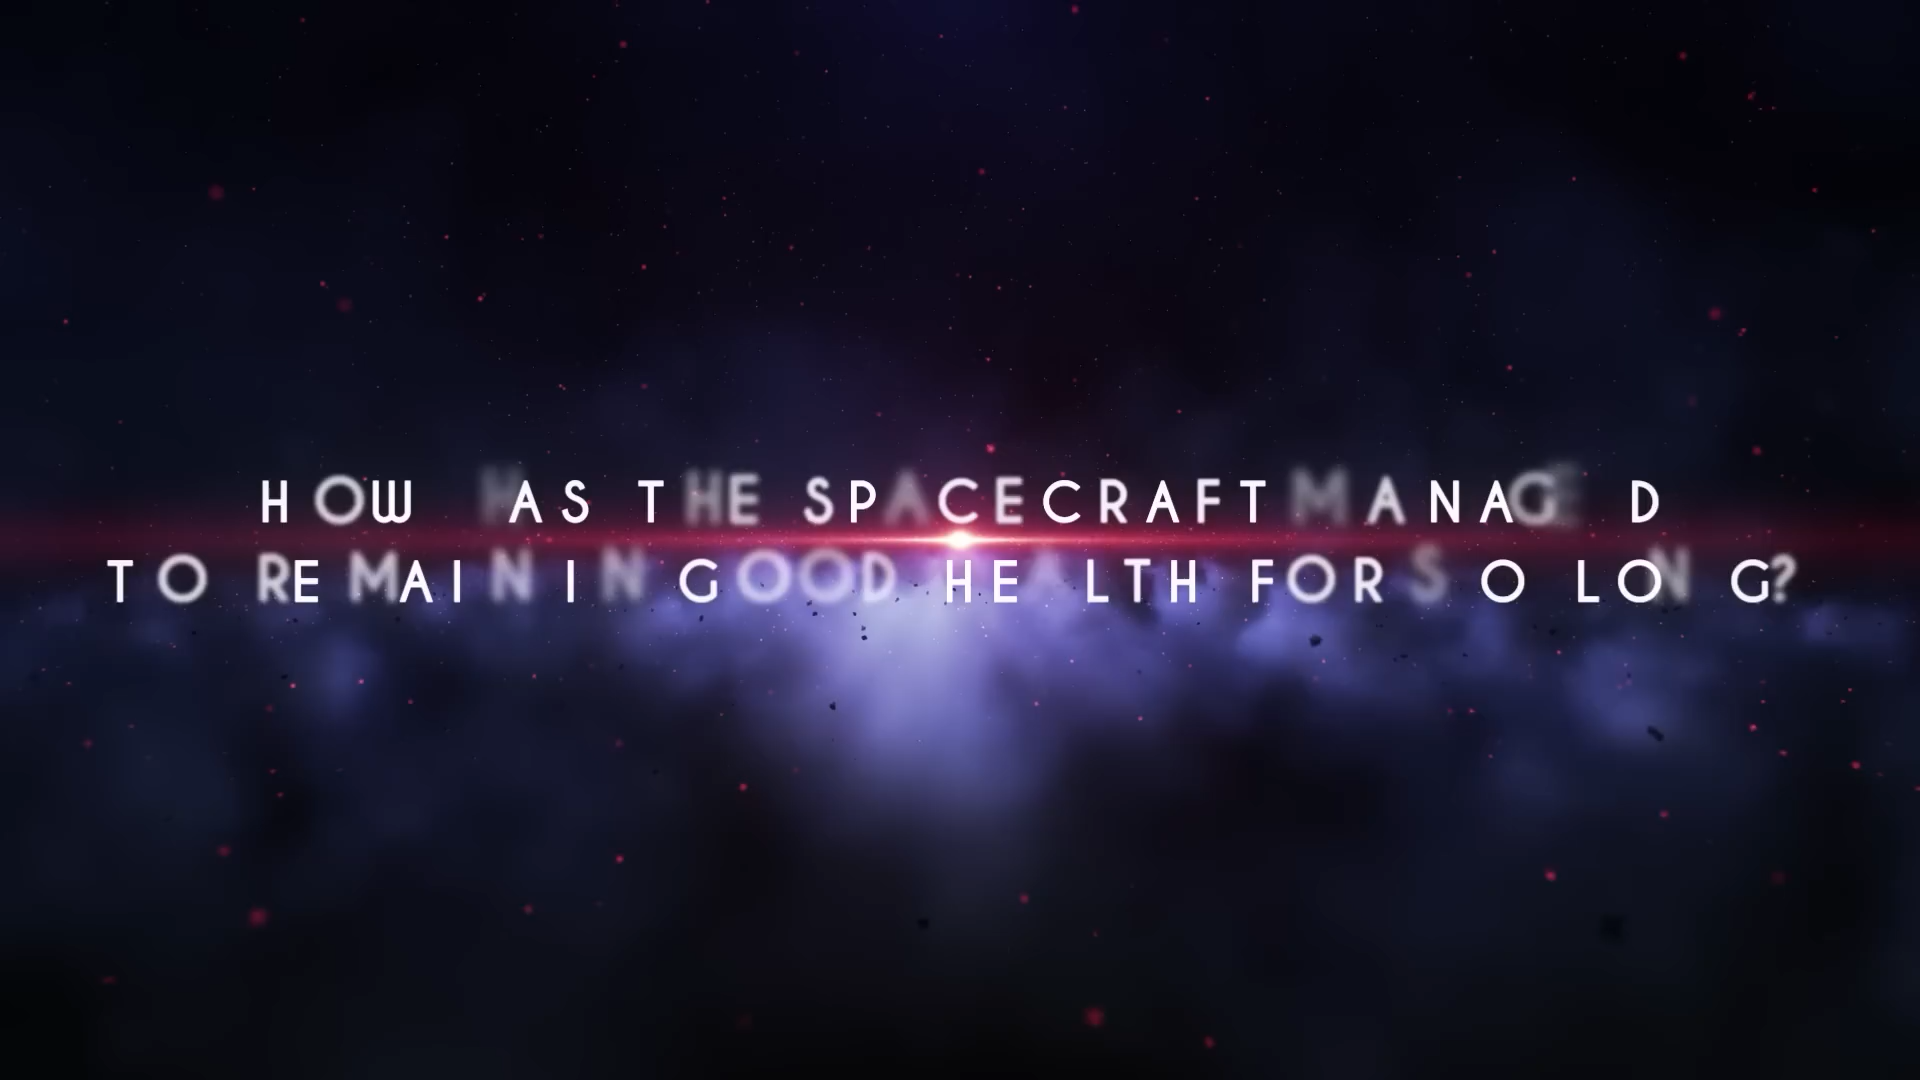 HOW HAS THE SPACECRAFT MANAGED
TO REMAIN IN GOOD HEALTH FOR SO LONG?